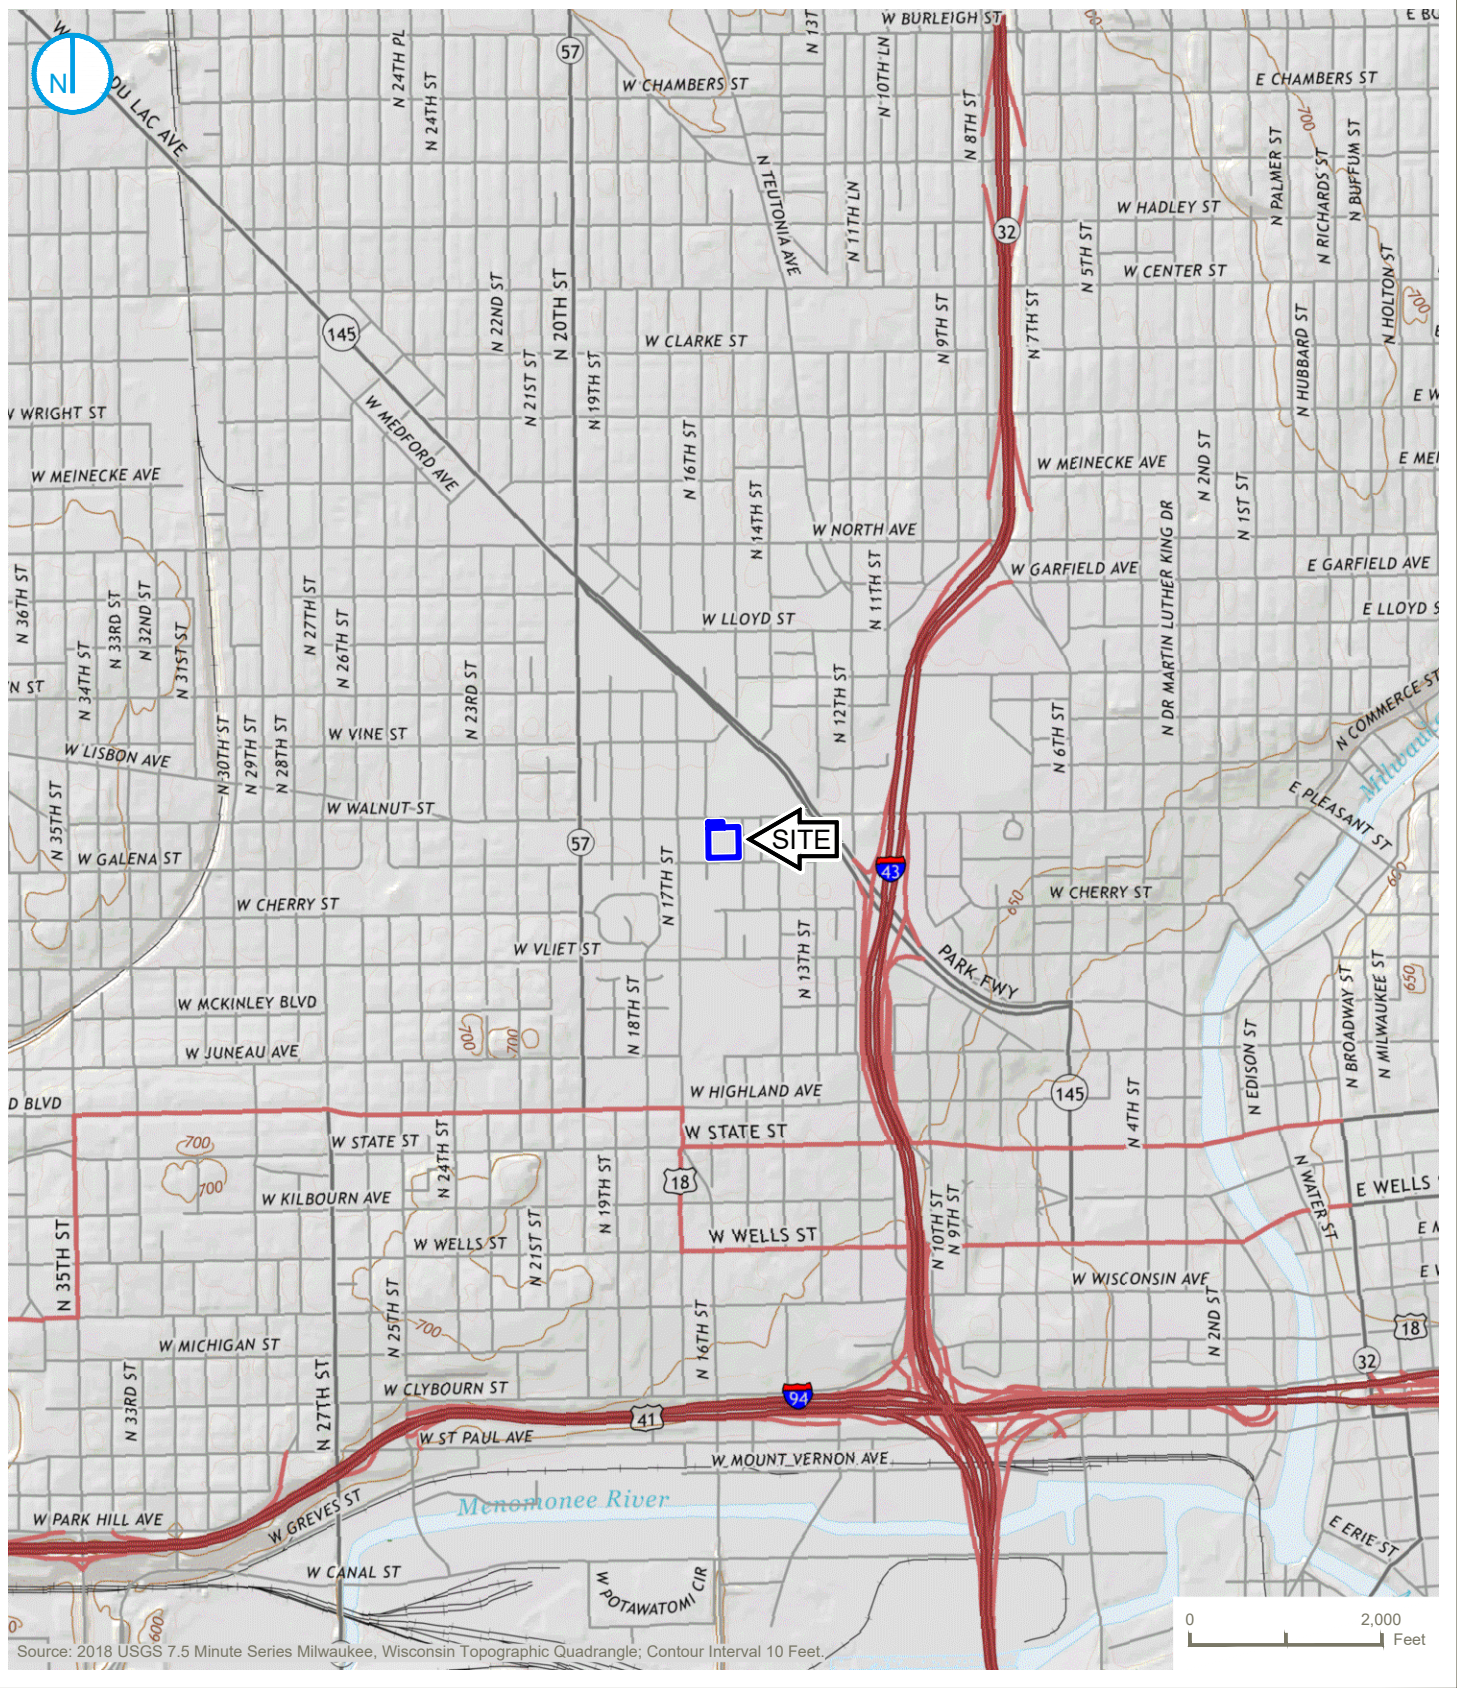 W BURLEIGH ST
N
57
N 24TH PL
N 24TH ST
W CHAMBERS ST
N 10TH LN
N 8TH ST
E CHAMBERS ST
700
DU LAC AVE
N PALMER ST
N RICHARDS ST
N BUFFUM ST
N TEUTONIA AVE
N 11TH LN
W HADLEY ST
32
N 5TH ST
W CENTER ST
N HOLTON ST
700
N 22ND ST
N 20TH ST
145
W CLARKE ST
N 9TH ST
N 7TH ST
N HUBBARD ST
N 21ST ST
N 19TH ST
WRIGHT ST
W MEDFORD AVE
N 16TH ST
W MEINECKE AVE
W MEINECKE AVE
N 2ND ST
N 1ST ST
N 14TH ST
W NORTH AVE
N DR MARTIN LUTHER KING DR
W GARFIELD AVE
E GARFIELD AVE
N 36TH ST
N 33RD ST
N 32ND ST
N 27TH ST
N 26TH ST
W LLOYD ST
N 11TH ST
E LLOYD S
N 34TH ST
N 31ST ST
N 23RD ST
N 12TH ST
N 6TH ST
N COMMERCE ST
W LISBON AVE
N 30TH ST
N 29TH ST
N 28TH ST
W VINE ST
Milwauke
N 35TH ST
W WALNUT ST
E PLEASANT ST
SITE
57
W GALENA ST
43
600
N 17TH ST
W CHERRY ST
W CHERRY ST
650
W VLIET ST
N 13TH ST
PARK FWY
N BROADWAY ST
N MILWAUKEE ST
650
W MCKINLEY BLVD
N 18TH ST
700
700
W JUNEAU AVE
N EDISON ST
W HIGHLAND AVE
145
N 4TH ST
D BLVD
700
W STATE ST
N 24TH ST
W STATE ST
700
W KILBOURN AVE
N 19TH ST
18
N 10TH ST
N 9TH ST
N WATER ST
E WELLS
N 35TH ST
W WELLS ST
N 21ST ST
W WELLS ST
W WISCONSIN AVE
N 25TH ST
700
N 16TH ST
N 2ND ST
18
W MICHIGAN ST
32
N 33RD ST
N 27TH ST
W CLYBOURN ST
94
41
W ST PAUL AVE
W MOUNT VERNON AVE
Menomonee River
W PARK HILL AVE
W GREVES ST
E ERIE ST
W CANAL ST
W POTAWATOMI CIR
600
0 2,000
Feet
Source: 2018 USGS 7.5 Minute Series Milwaukee, Wisconsin Topographic Quadrangle; Contour Interval 10 Feet.